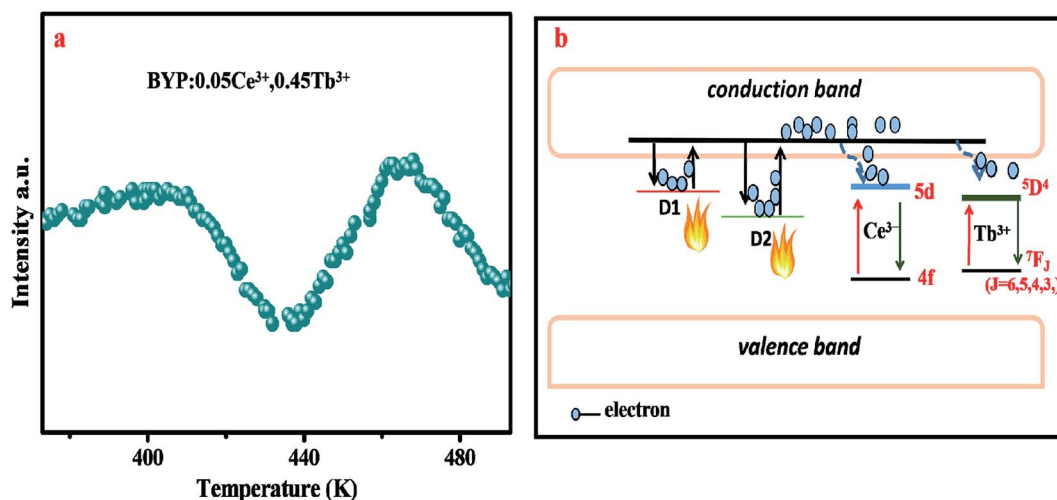 a
BYP:0.05Ce³⁺,0.45Tb³⁺
Intensity a.u.
400
440
480
Temperature (K)
b
conduction band
D1
D2
5d
⁵D⁴
Ce³⁻
Tb³⁺
4f
⁷F_J
(J=6,5,4,3,)
valence band
electron